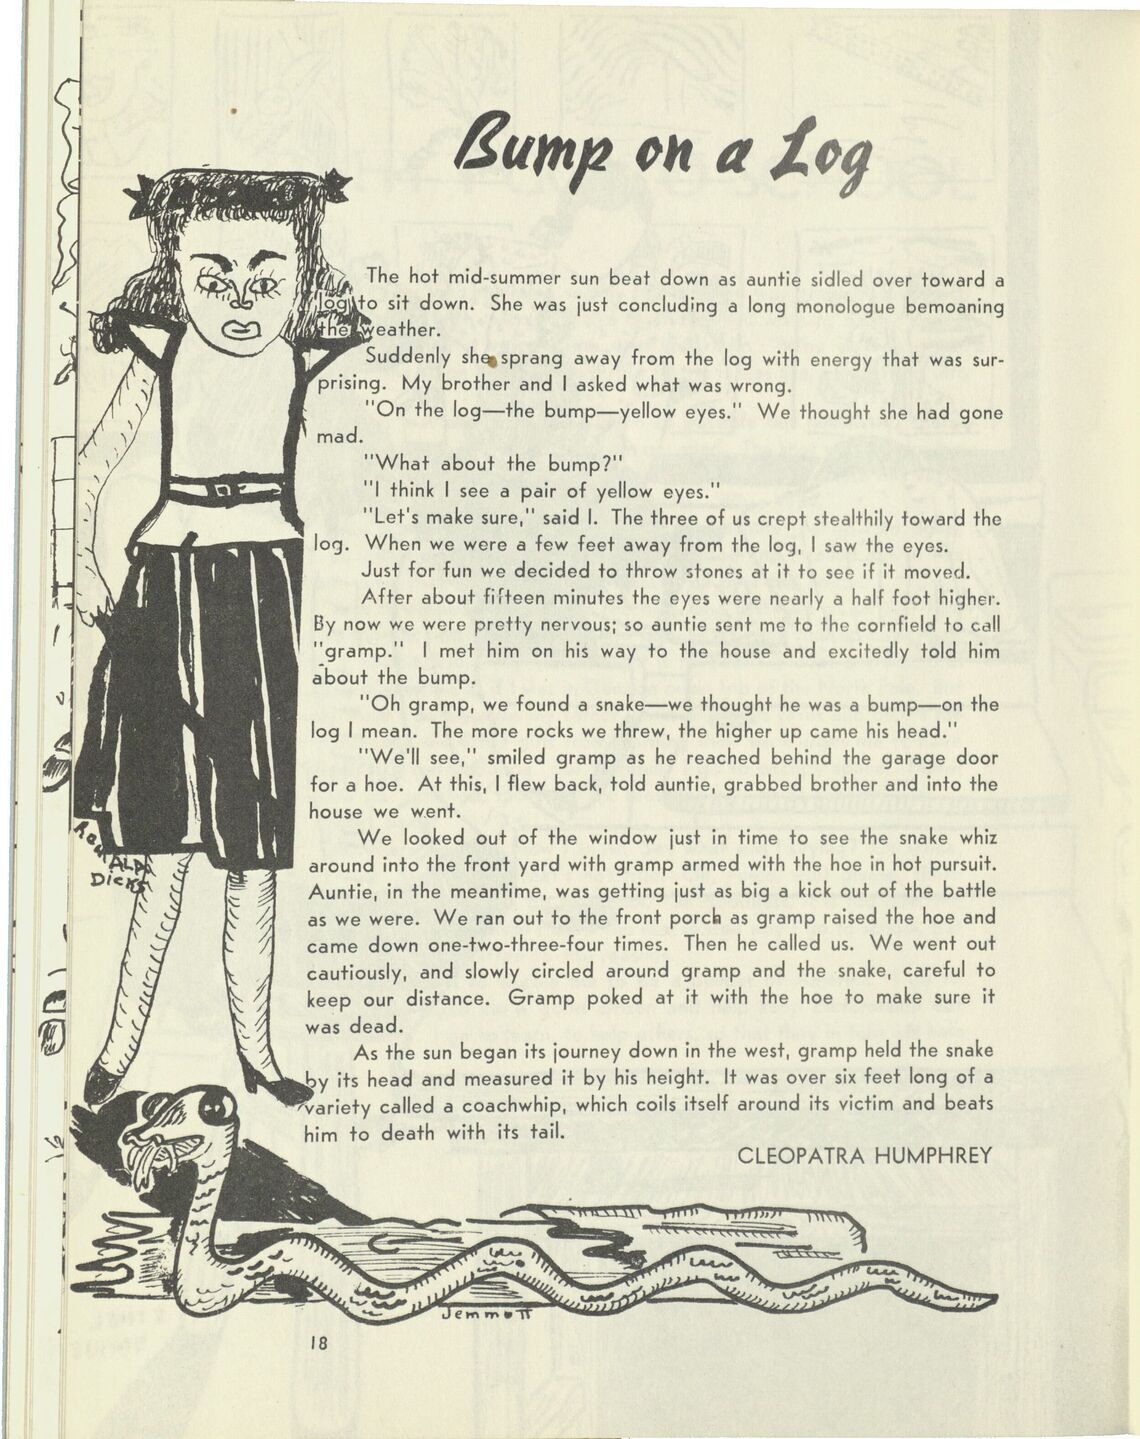 Bump on a Log
The hot mid-summer sun beat down as auntie sidled over toward a
log to sit down. She was just concluding a long monologue bemoaning
the weather.
Suddenly she sprang away from the log with energy that was sur-
prising. My brother and I asked what was wrong.
"On the log—the bump—yellow eyes." We thought she had gone
mad.
"What about the bump?"
"I think I see a pair of yellow eyes."
"Let's make sure," said I. The three of us crept stealthily toward the
log. When we were a few feet away from the log, I saw the eyes.
Just for fun we decided to throw stones at it to see if it moved.
After about fifteen minutes the eyes were nearly a half foot higher.
By now we were pretty nervous; so auntie sent me to the cornfield to call
"gramp." I met him on his way to the house and excitedly told him
about the bump.
"Oh gramp, we found a snake—we thought he was a bump—on the
log I mean. The more rocks we threw, the higher up came his head."
"We'll see," smiled gramp as he reached behind the garage door
for a hoe. At this, I flew back, told auntie, grabbed brother and into the
house we went.
We looked out of the window just in time to see the snake whiz
around into the front yard with gramp armed with the hoe in hot pursuit.
Auntie, in the meantime, was getting just as big a kick out of the battle
as we were. We ran out to the front porch as gramp raised the hoe and
came down one-two-three-four times. Then he called us. We went out
cautiously, and slowly circled around gramp and the snake, careful to
keep our distance. Gramp poked at it with the hoe to make sure it
was dead.
As the sun began its journey down in the west, gramp held the snake
by its head and measured it by his height. It was over six feet long of a
variety called a coachwhip, which coils itself around its victim and beats
him to death with its tail.
CLEOPATRA HUMPHREY
Jemmott
18